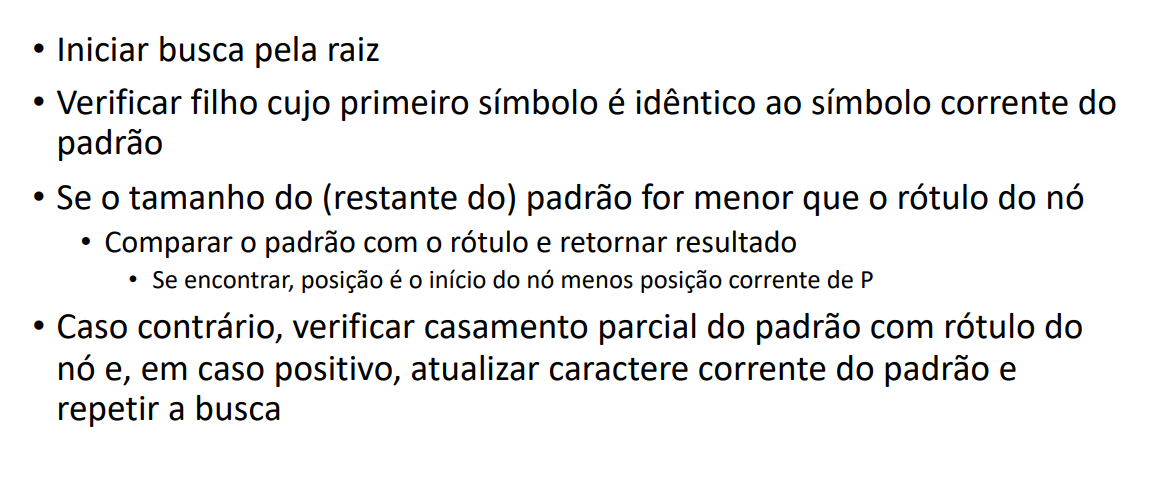 • Iniciar busca pela raiz
• Verificar filho cujo primeiro símbolo é idêntico ao símbolo corrente do
padrão
• Se o tamanho do (restante do) padrão for menor que o rótulo do nó
• Comparar o padrão com o rótulo e retornar resultado
• Se encontrar, posição é o início do nó menos posição corrente de P
• Caso contrário, verificar casamento parcial do padrão com rótulo do
nó e, em caso positivo, atualizar caractere corrente do padrão e
repetir a busca